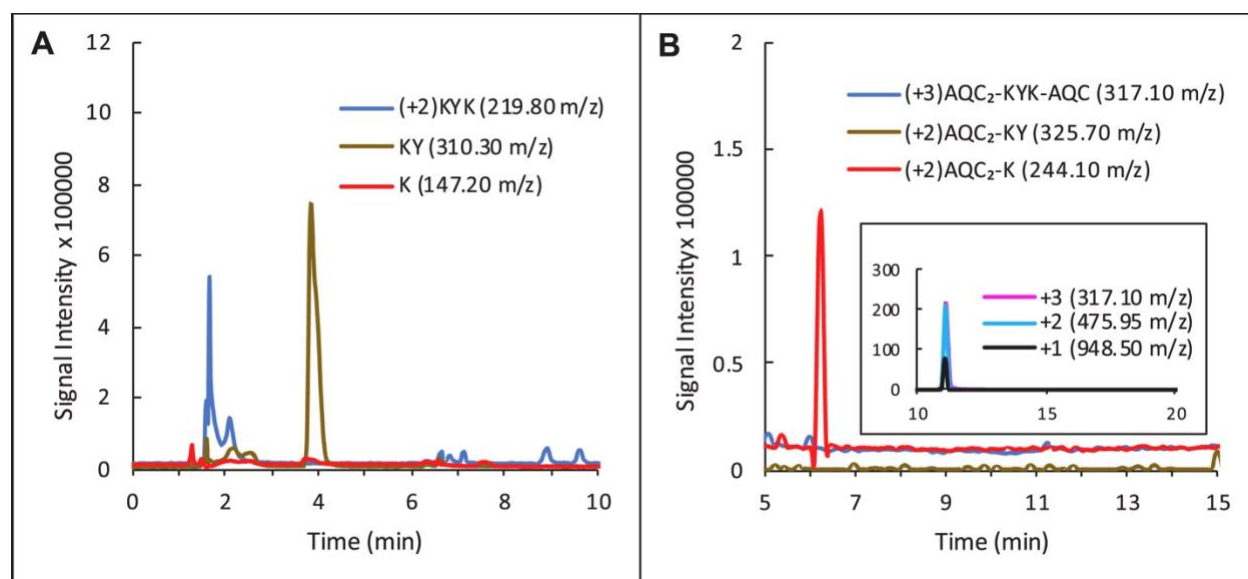 A
12
10
8
6
4
2
0
0 2 4 6 8 10
Signal Intensity x 100000
Time (min)
(+2)KYK (219.80 m/z)
KY (310.30 m/z)
K (147.20 m/z)
B
2
1.5
1
0.5
0
5 7 9 11 13 15
Signal Intensityx 100000
Time (min)
(+3)AQC₂-KYK-AQC (317.10 m/z)
(+2)AQC₂-KY (325.70 m/z)
(+2)AQC₂-K (244.10 m/z)
300
200
100
0
10 15 20
+3 (317.10 m/z)
+2 (475.95 m/z)
+1 (948.50 m/z)